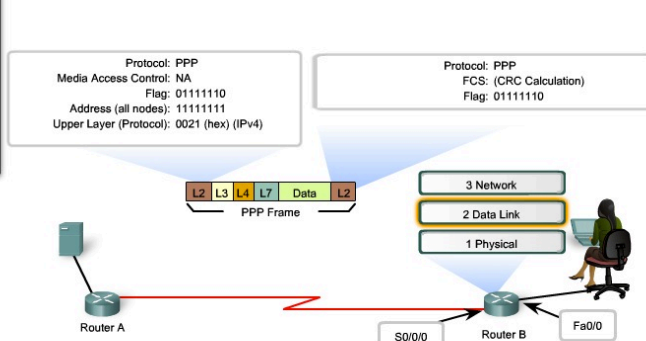 Protocol: PPP
Media Access Control: NA
Flag: 01111110
Address (all nodes): 11111111
Upper Layer (Protocol): 0021 (hex) (IPv4)
Protocol: PPP
FCS: (CRC Calculation)
Flag: 01111110
L2 L3 L4 L7 Data L2
PPP Frame
3 Network
2 Data Link
1 Physical
Router A
S0/0/0
Router B
Fa0/0